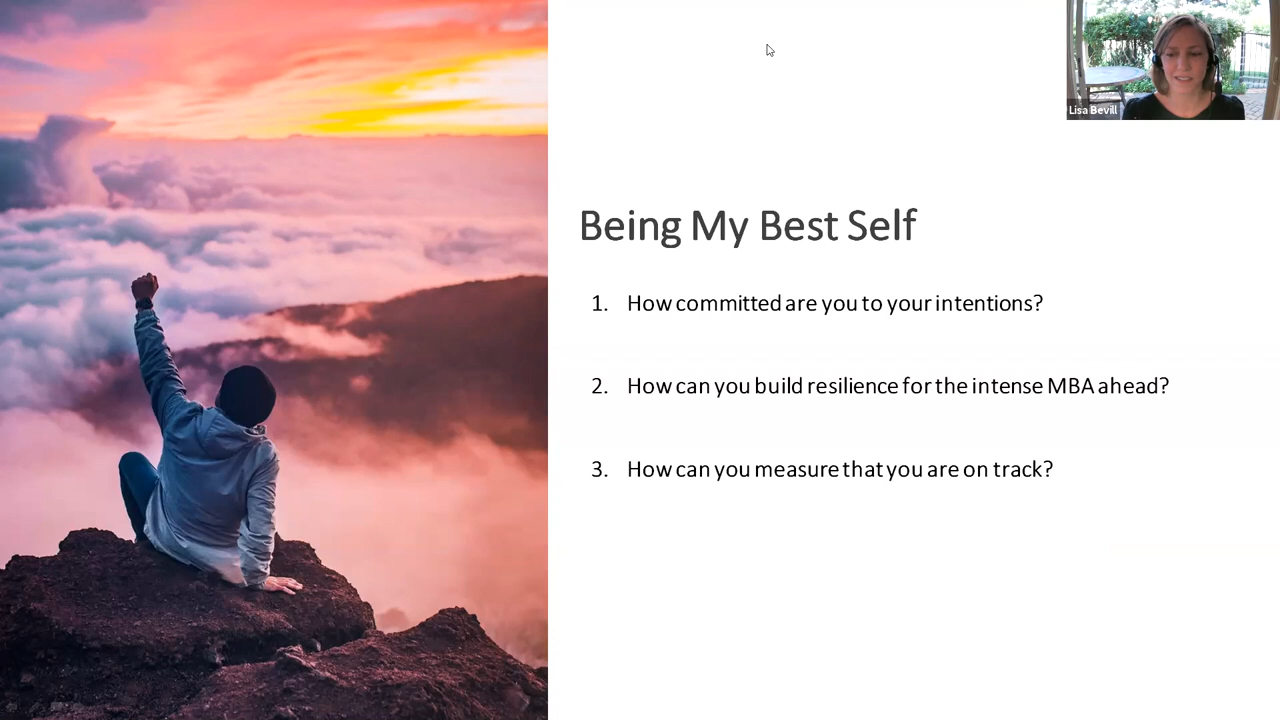 Lisa Bevill
Being My Best Self
1. How committed are you to your intentions?
2. How can you build resilience for the intense MBA ahead?
3. How can you measure that you are on track?